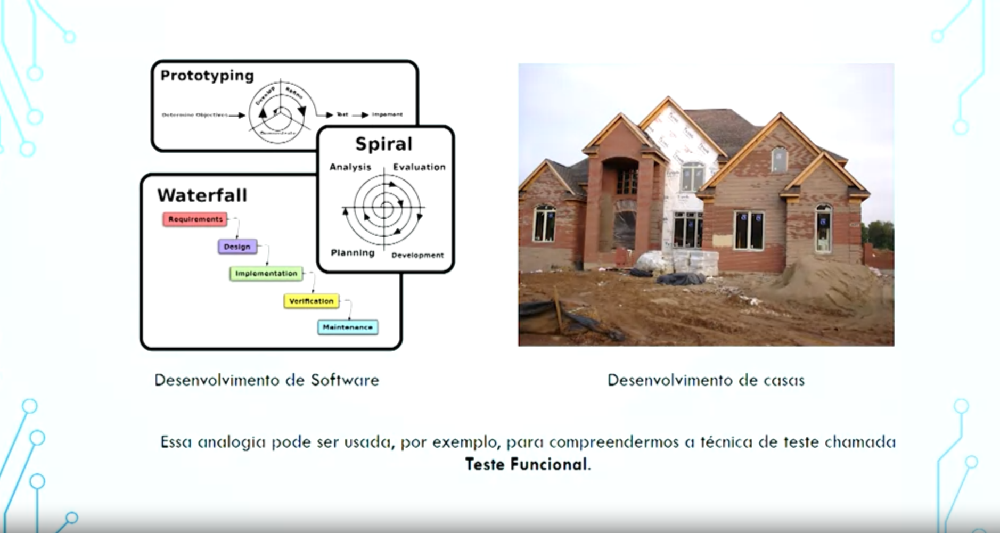 Prototyping
Develop
Refine
Determine Objectives
Test
Impement
Demonstrate
Spiral
Analysis
Evaluation
Planning
Development
Waterfall
Requirements
Design
Implementation
Verification
Maintenance
Desenvolvimento de Software
Desenvolvimento de casas
Essa analogia pode ser usada, por exemplo, para compreendermos a técnica de teste chamada
Teste Funcional.